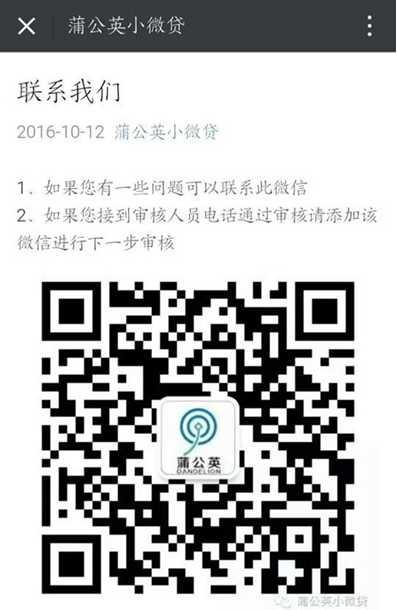 蒲公英小微贷
联系我们
2016-10-12 蒲公英小微贷
1、如果您有一些问题可以联系此微信
2、如果您接到审核人员电话通过审核请添加该
微信进行下一步审核
蒲公英
DANDELION
蒲公英小微贷